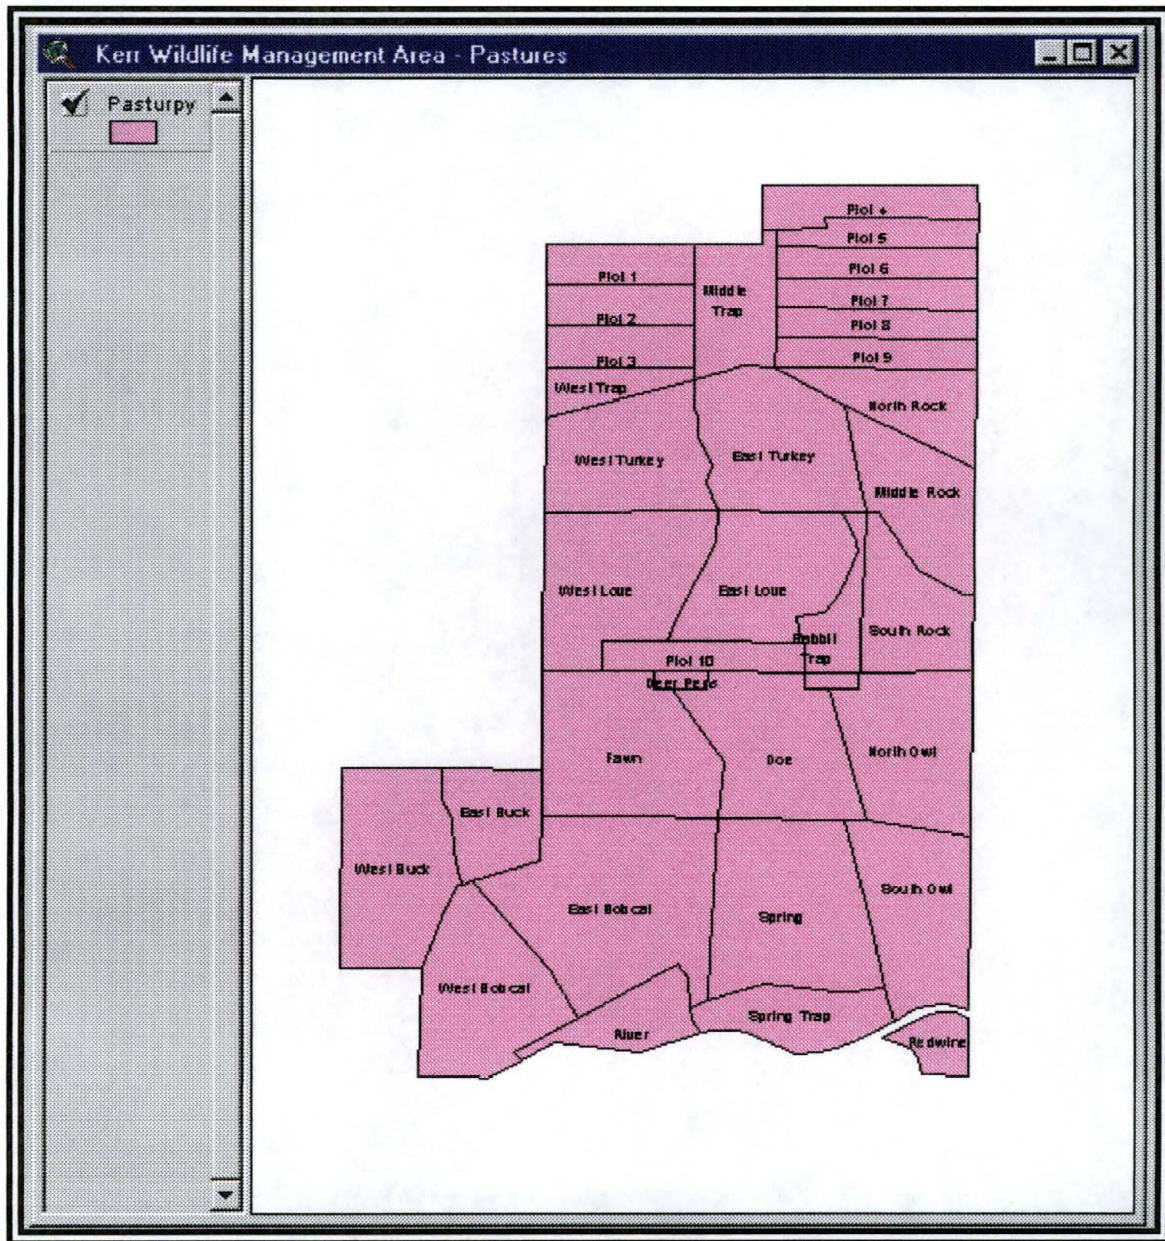 Kerr Wildlife Management Area - Pastures
Pasturpy
Plot 4
Plot 5
Plot 1
Plot 6
Middle
Trap
Plot 7
Plot 2
Plot 8
Plot 3
Plot 9
West Trap
North Rock
West Turkey
East Turkey
Middle Rock
West Love
East Love
South Rock
Rabbit
Trap
Plot 10
Deer Pens
Fawn
Doe
North Owl
East Buck
West Buck
South Owl
East Bobcat
Spring
West Bobcat
Spring Trap
River
Redwine